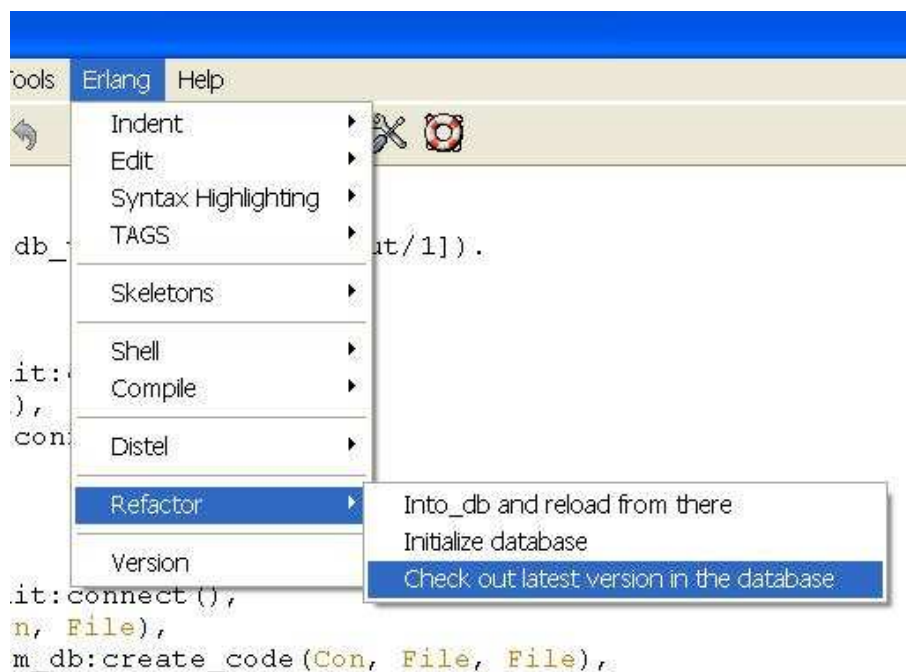 Erlang Help
Indent
Edit
Syntax Highlighting
TAGS
db_ ut/1]).
Skeletons
Shell
it:
Compile
),
con
Distel
Refactor
Into_db and reload from there
Initialize database
Version
Check out latest version in the database
it:connect(),
n, File),
m_db:create_code(Con, File, File),